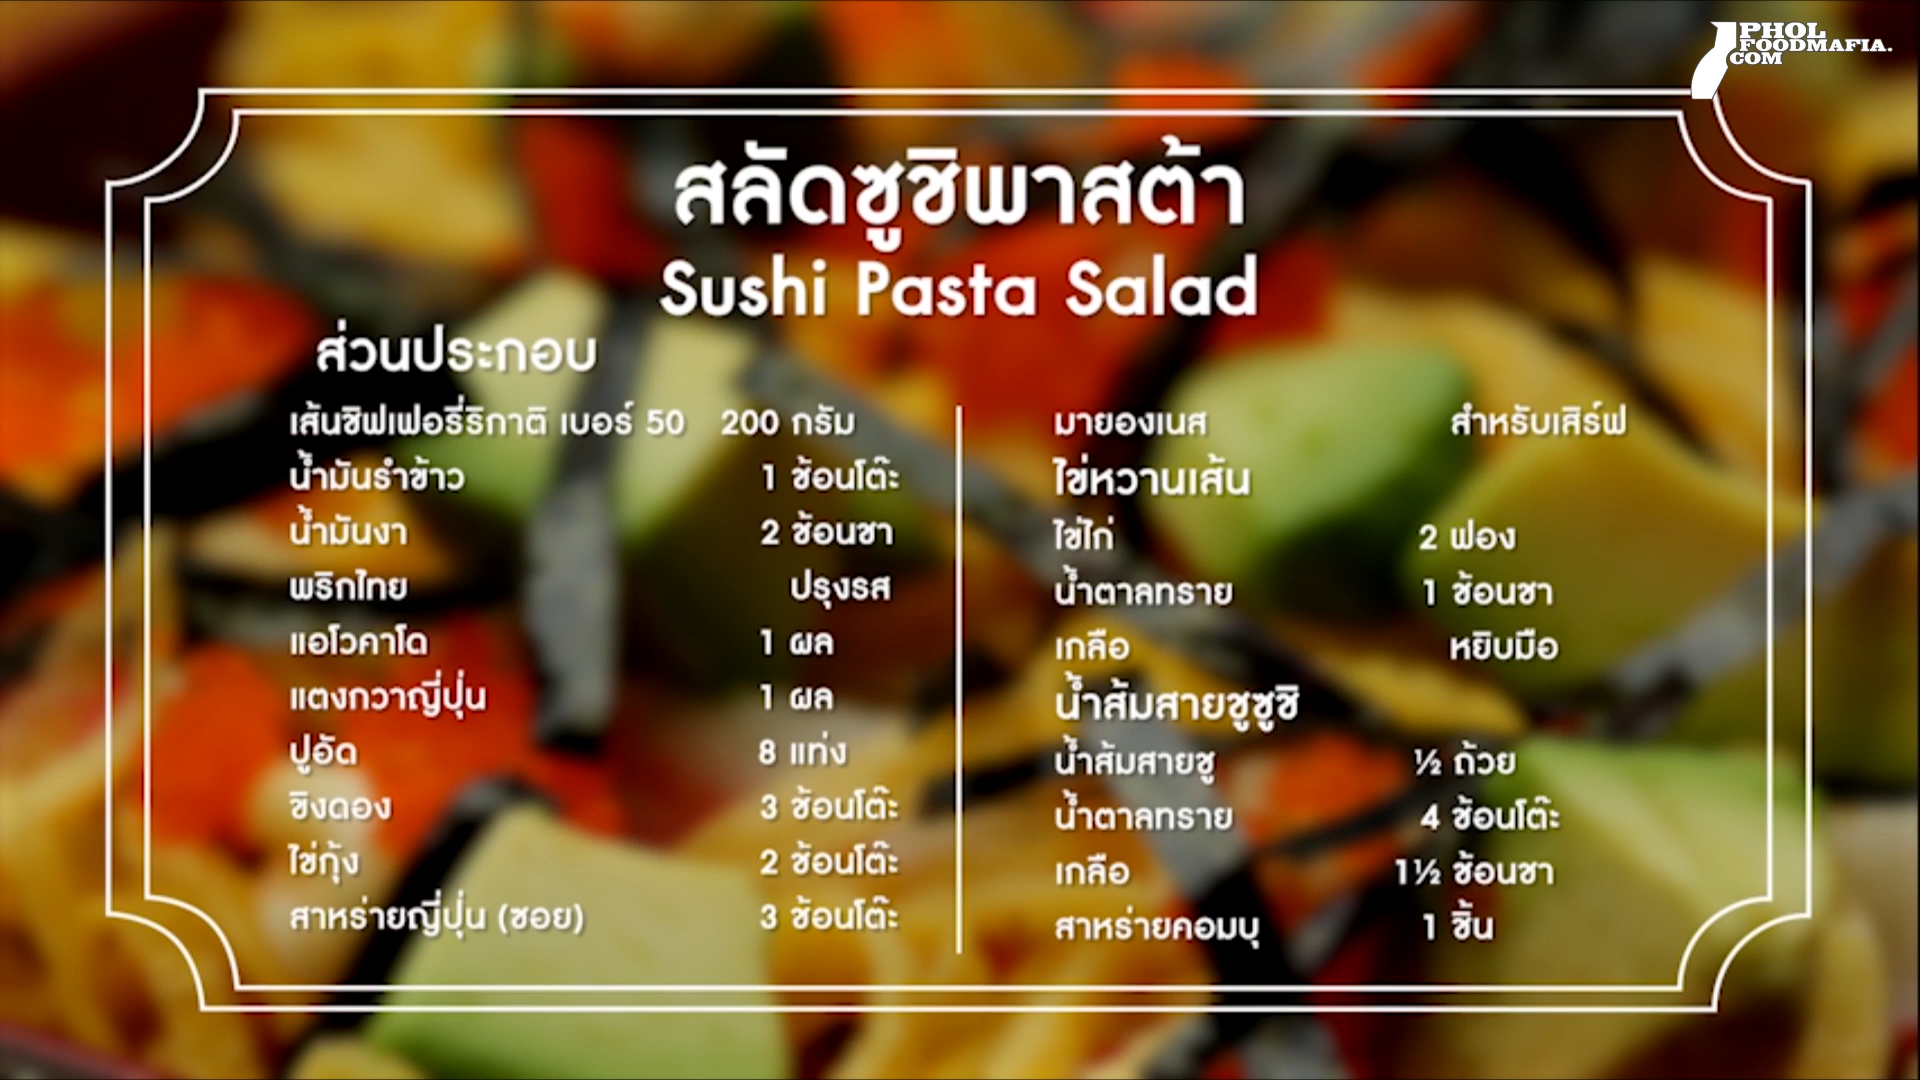 PHOL
FOODMAFIA.
COM
สลัดซูชิพาสต้า
Sushi Pasta Salad
ส่วนประกอบ
เส้นชิฟเฟอรี่ริกาติ เบอร์ 50 200 กรัม
น้ำมันรำข้าว 1 ช้อนโต๊ะ
น้ำมันงา 2 ช้อนชา
พริกไทย ปรุงรส
แอโวคาโด 1 ผล
แตงกวาญี่ปุ่น 1 ผล
ปูอัด 8 แท่ง
ขิงดอง 3 ช้อนโต๊ะ
ไข่กุ้ง 2 ช้อนโต๊ะ
สาหร่ายญี่ปุ่น (ซอย) 3 ช้อนโต๊ะ
มายองเนส สำหรับเสิร์ฟ
ไข่หวานเส้น
ไข่ไก่ 2 ฟอง
น้ำตาลทราย 1 ช้อนชา
เกลือ หยิบมือ
น้ำส้มสายชูซูชิ
น้ำส้มสายชู ½ ถ้วย
น้ำตาลทราย 4 ช้อนโต๊ะ
เกลือ 1½ ช้อนชา
สาหร่ายคอมบุ 1 ชิ้น